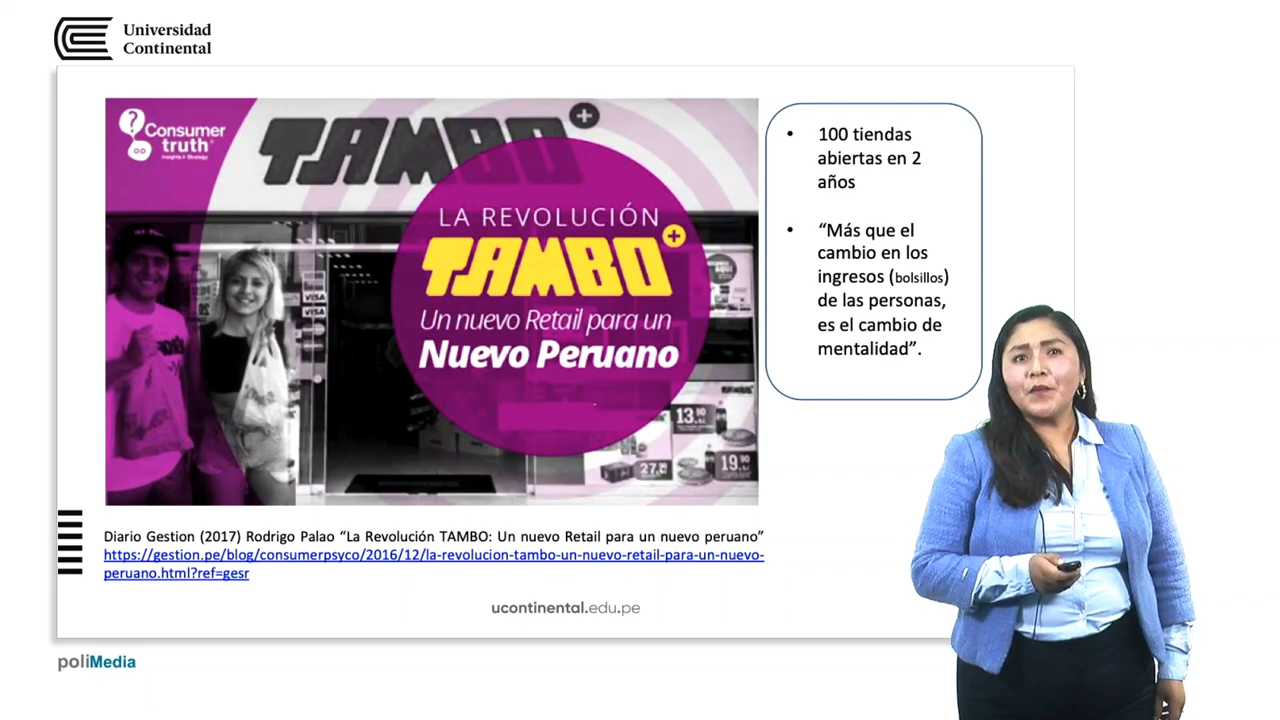 Universidad
Continental
Consumer
truth
Insights + Strategy
TAMBO+
LA REVOLUCIÓN
TAMBO+
Un nuevo Retail para un
Nuevo Peruano
VISA
VISA
13.90
27.90
19.90
• 100 tiendas
abiertas en 2
años
• “Más que el
cambio en los
ingresos (bolsillos)
de las personas,
es el cambio de
mentalidad”.
Diario Gestion (2017) Rodrigo Palao “La Revolución TAMBO: Un nuevo Retail para un nuevo peruano”
https://gestion.pe/blog/consumerpsyco/2016/12/la-revolucion-tambo-un-nuevo-retail-para-un-nuevo-
peruano.html?ref=gesr
ucontinental.edu.pe
poliMedia